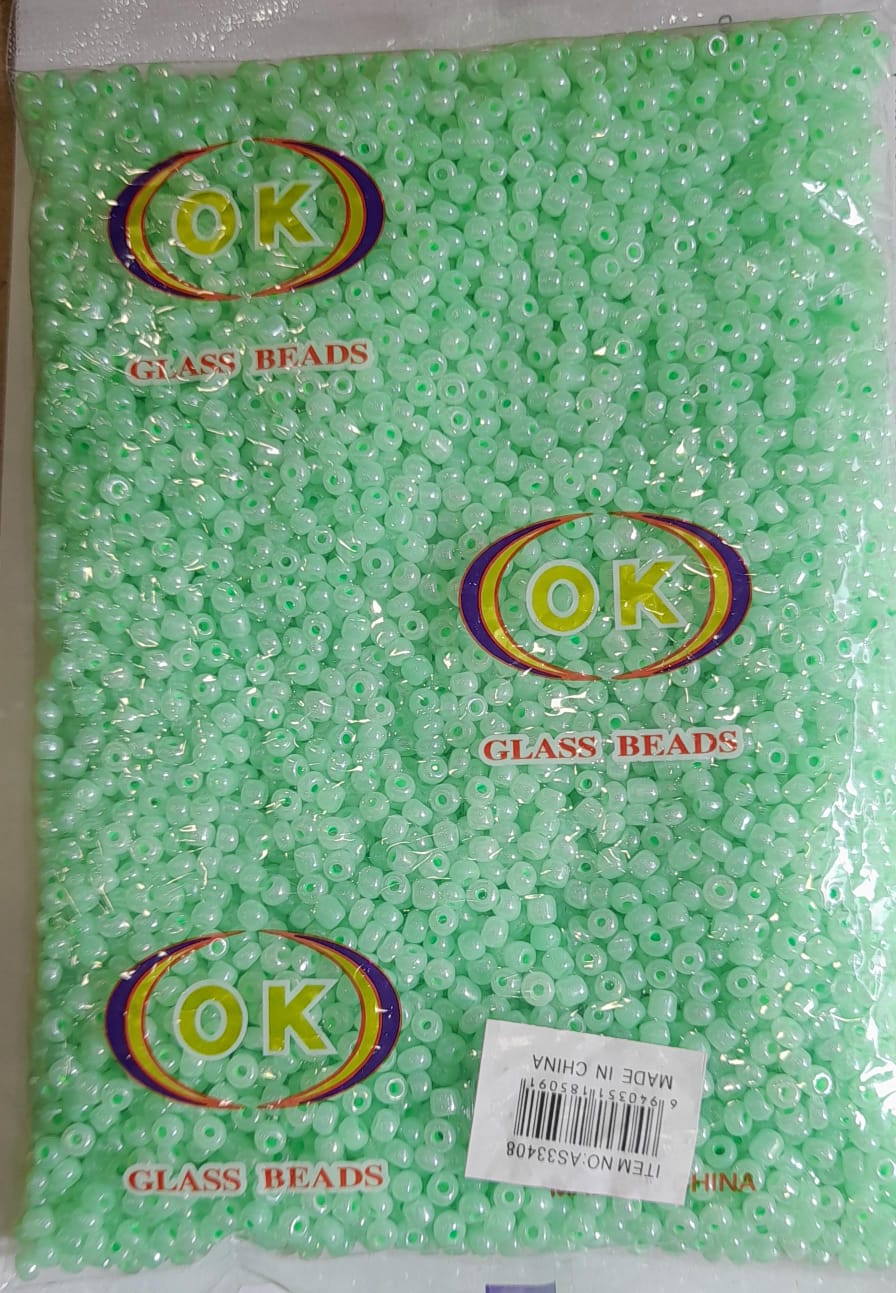 OK
GLASS BEADS
OK
GLASS BEADS
OK
GLASS BEADS
ITEM NO:AS33408
6 940351 185091
MADE IN CHINA